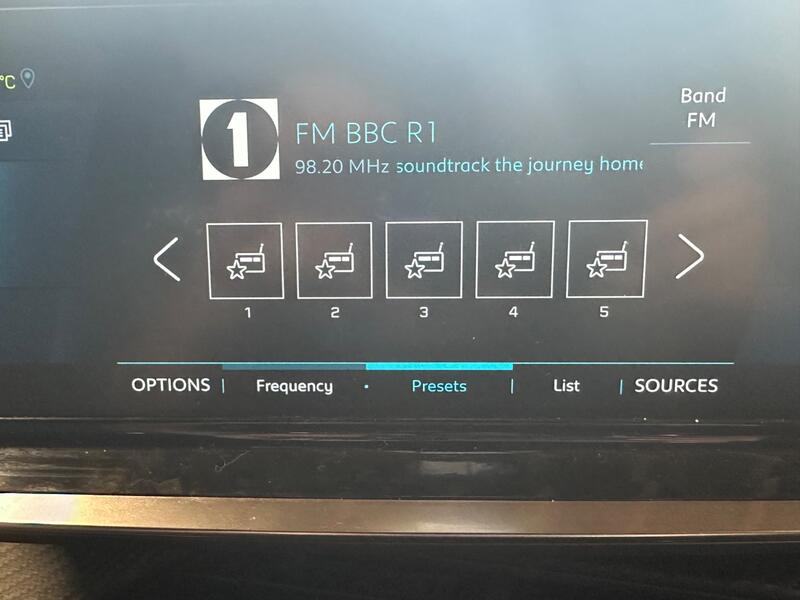 °C
1
FM BBC R1
98.20 MHz soundtrack the journey home
Band
FM
1 2 3 4 5
OPTIONS | Frequency • Presets | List | SOURCES